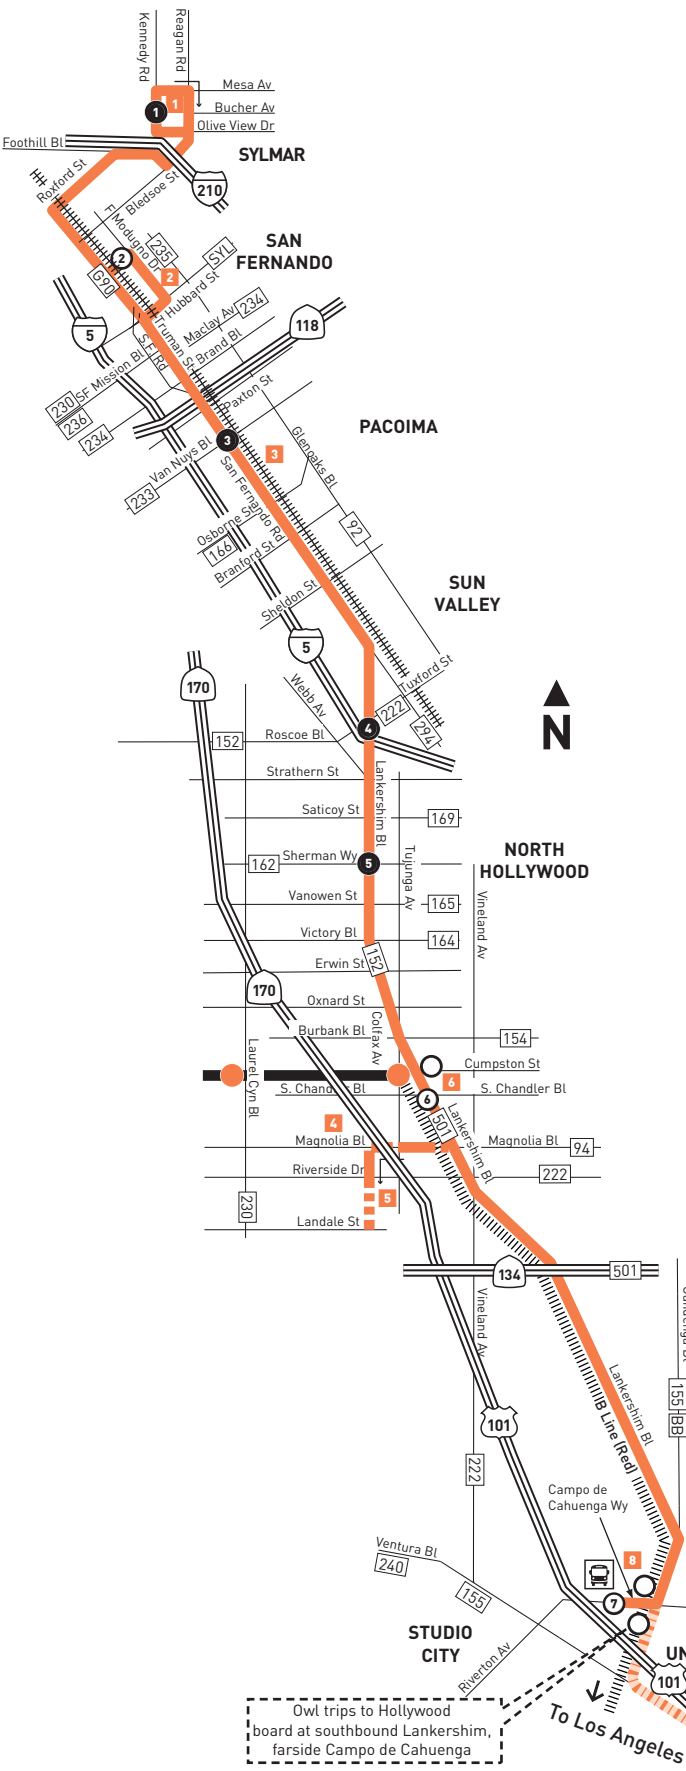 Kennedy Rd
Reagan Rd
Mesa Av
1
1
Bucher Av
Olive View Dr
Foothill Bl
SYLMAR
Roxford St
210
Bledsoe St
El Modugno Dr
235
SYL
SAN
FERNANDO
2
2
G90
Hubbard St
234
Maclay Av
118
5
Truman St
S.F. Rd
Brand Bl
SF Mission Bl
230
236
234
Paxton St
PACOIMA
3
3
Van Nuys Bl
233
San Fernando Rd
Glenoaks Bl
Osborne St
166
92
Branford St
Sheldon St
SUN
VALLEY
5
170
Webb Av
Tuxford St
222
294
4
N
152
Roscoe Bl
Strathern St
Lankershim Bl
Saticoy St
169
162
Sherman Wy
5
Tujunga Av
NORTH
HOLLYWOOD
Vanowen St
165
Vineland Av
Victory Bl
164
152
Erwin St
170
Oxnard St
Burbank Bl
Colfax Av
154
Laurel Cyn Bl
Cumpston St
6
S. Chandler Bl
6
S. Chandler Bl
4
501
Lankershim Bl
Magnolia Bl
Magnolia Bl
94
Riverside Dr
222
5
230
Landale St
134
501
Vineland Av
Lankershim Bl
155
BB
B Line (Red)
101
222
Campo de
Cahuenga Wy
Ventura Bl
240
8
155
7
STUDIO
CITY
Riverton Av
UN
101
Owl trips to Hollywood
board at southbound Lankershim,
farside Campo de Cahuenga
To Los Angeles